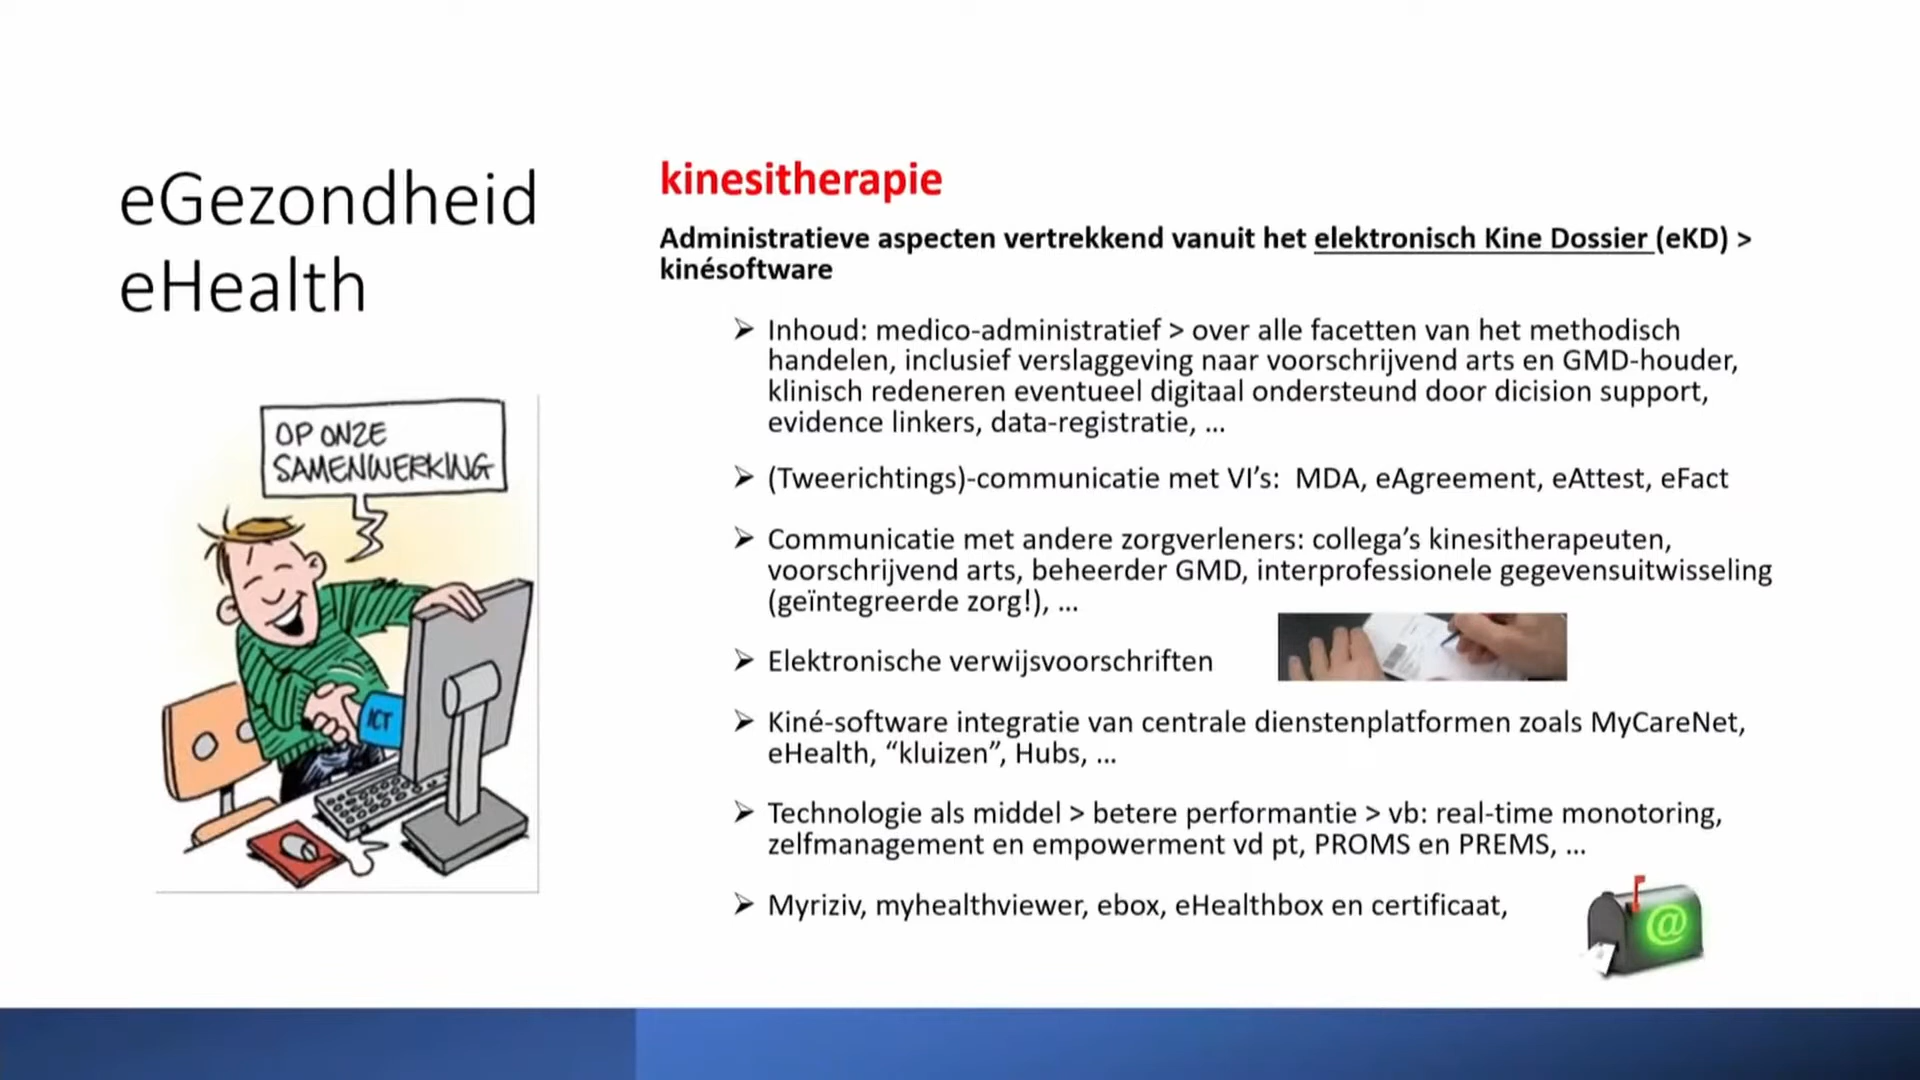 eGezondheid
eHealth
OP ONZE
SAMENWERKING
ICT
kinesitherapie
Administratieve aspecten vertrekkend vanuit het elektronisch Kine Dossier (eKD) >
kinésoftware
➢ Inhoud: medico-administratief > over alle facetten van het methodisch
handelen, inclusief verslaggeving naar voorschrijvend arts en GMD-houder,
klinisch redeneren eventueel digitaal ondersteund door dicision support,
evidence linkers, data-registratie, ...
➢ (Tweerichtings)-communicatie met VI’s:  MDA, eAgreement, eAttest, eFact
➢ Communicatie met andere zorgverleners: collega’s kinesitherapeuten,
voorschrijvend arts, beheerder GMD, interprofessionele gegevensuitwisseling
(geïntegreerde zorg!), ...
➢ Elektronische verwijsvoorschriften
➢ Kiné-software integratie van centrale dienstenplatformen zoals MyCareNet,
eHealth, “kluizen”, Hubs, ...
➢ Technologie als middel > betere performantie > vb: real-time monotoring,
zelfmanagement en empowerment vd pt, PROMS en PREMS, ...
➢ Myriziv, myhealthviewer, ebox, eHealthbox en certificaat,
@